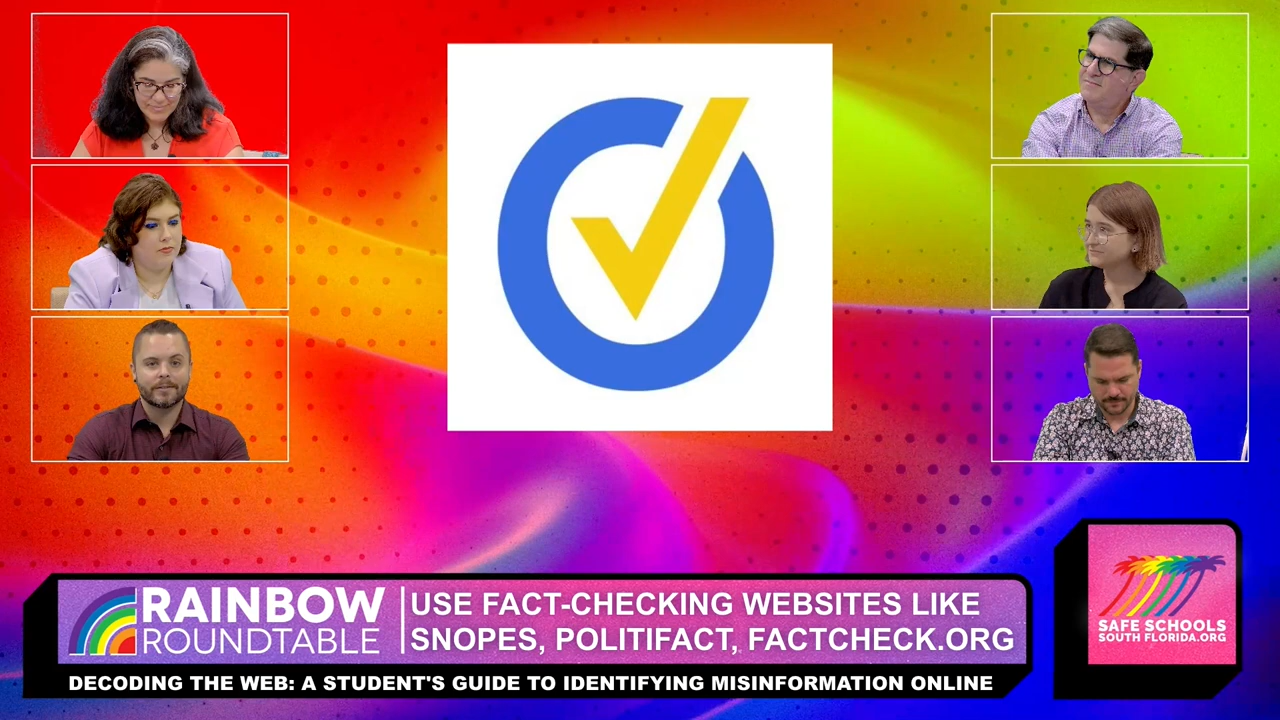 RAINBOW
ROUNDTABLE
USE FACT-CHECKING WEBSITES LIKE
SNOPES, POLITIFACT, FACTCHECK.ORG
DECODING THE WEB: A STUDENT'S GUIDE TO IDENTIFYING MISINFORMATION ONLINE
SAFE SCHOOLS
SOUTH FLORIDA.ORG